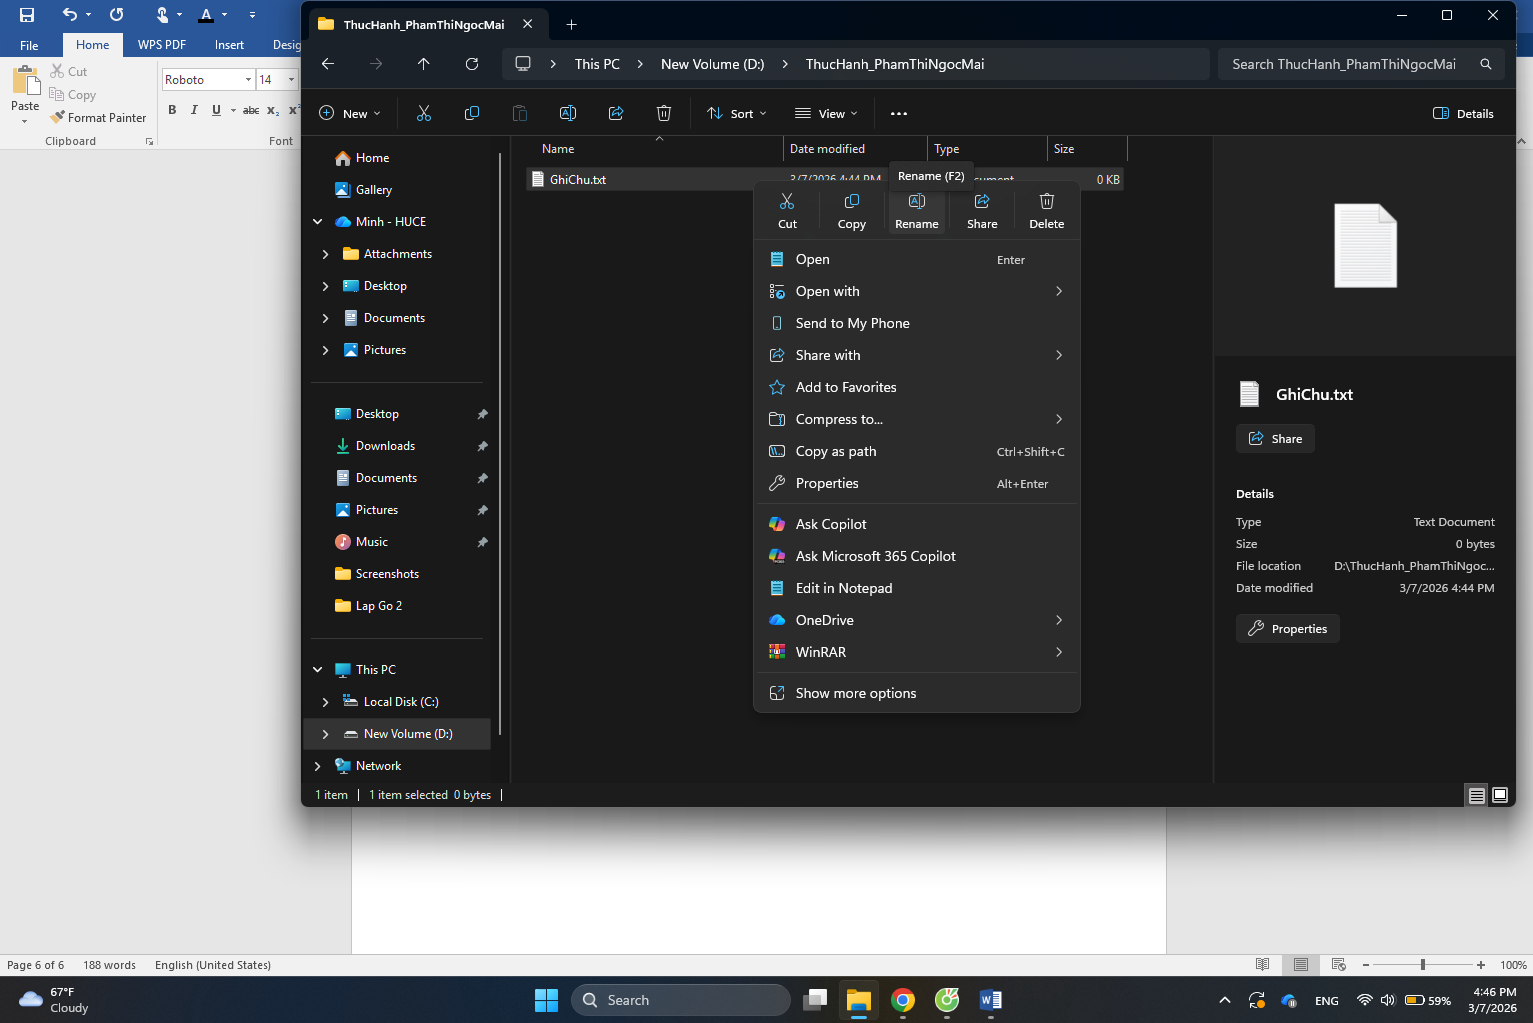 ThucHanh_PhamThiNgocMai
File Home WPS PDF Insert Desig
Paste
Cut
Copy
Format Painter
Clipboard
Roboto 14
B I U abc X₂ X
Font
This PC > New Volume (D:) > ThucHanh_PhamThiNgocMai
Search ThucHanh_PhamThiNgocMai
New
Sort
View
Details
Home
Gallery
Minh - HUCE
Attachments
Desktop
Documents
Pictures
Desktop
Downloads
Documents
Pictures
Music
Screenshots
Lap Go 2
This PC
Local Disk (C:)
New Volume (D:)
Network
Name Date modified Type Size
GhiChu.txt 3/7/2026 4:44 PM 0 KB
Rename (F2)
Cut Copy Rename Share Delete
Open Enter
Open with
Send to My Phone
Share with
Add to Favorites
Compress to...
Copy as path Ctrl+Shift+C
Properties Alt+Enter
Ask Copilot
Ask Microsoft 365 Copilot
Edit in Notepad
OneDrive
WinRAR
Show more options
GhiChu.txt
Share
Details
Type Text Document
Size 0 bytes
File location D:\ThucHanh_PhamThiNgoc...
Date modified 3/7/2026 4:44 PM
Properties
1 item | 1 item selected 0 bytes |
Page 6 of 6 188 words English (United States) 100%
67°F
Cloudy
Search
ENG
59%
4:46 PM
3/7/2026